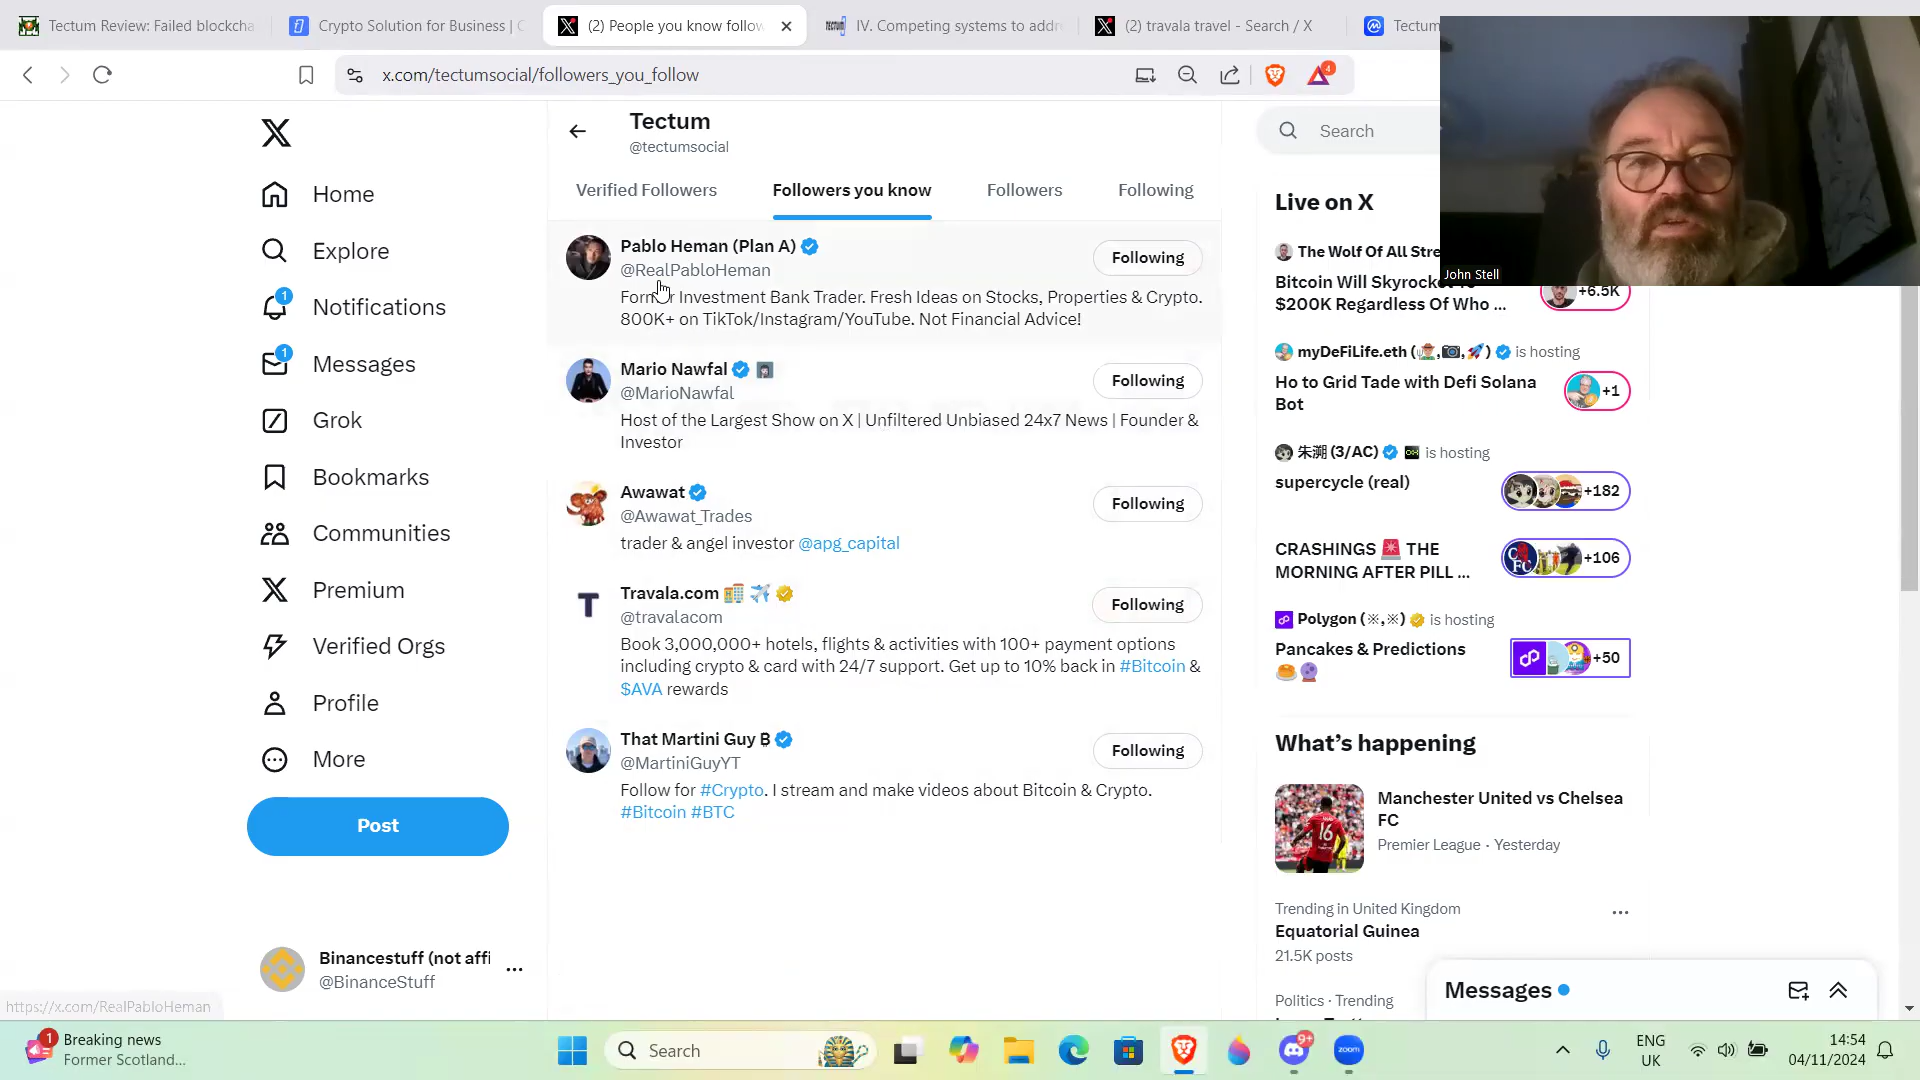 Tectum Review: Failed blockcha
Crypto Solution for Business | C
(2) People you know follow
IV. Competing systems to addr
(2) travala travel - Search / X
Tectum
x.com/tectumsocial/followers_you_follow
4
Tectum
@tectumsocial
Verified Followers
Followers you know
Followers
Following
Home
Explore
1
Notifications
1
Messages
Grok
Bookmarks
Communities
Premium
Verified Orgs
Profile
More
Post
Binancestuff (not affi
@BinanceStuff
Pablo Heman (Plan A)
@RealPabloHeman
Following
Former Investment Bank Trader. Fresh Ideas on Stocks, Properties & Crypto.
800K+ on TikTok/Instagram/YouTube. Not Financial Advice!
Mario Nawfal
@MarioNawfal
Following
Host of the Largest Show on X | Unfiltered Unbiased 24x7 News | Founder &
Investor
Awawat
@Awawat_Trades
Following
trader & angel investor @apg_capital
Travala.com
@travalacom
Following
Book 3,000,000+ hotels, flights & activities with 100+ payment options
including crypto & card with 24/7 support. Get up to 10% back in #Bitcoin &
$AVA rewards
That Martini Guy ₿
@MartiniGuyYT
Following
Follow for #Crypto. I stream and make videos about Bitcoin & Crypto.
#Bitcoin #BTC
Search
Live on X
The Wolf Of All Stre
Bitcoin Will Skyrocket To
$200K Regardless Of Who ...
+6.5K
myDeFiLife.eth (🧑‍🌾,📷,🚀) is hosting
Ho to Grid Tade with Defi Solana
Bot
+1
朱溯 (3/AC) is hosting
supercycle (real)
+182
CRASHINGS 🚨 THE
MORNING AFTER PILL ...
+106
Polygon (※,※) is hosting
Pancakes & Predictions
🥞🔮
+50
What's happening
Manchester United vs Chelsea
FC
Premier League · Yesterday
Trending in United Kingdom
Equatorial Guinea
21.5K posts
Politics · Trending
Messages
John Stell
https://x.com/RealPabloHeman
1
Breaking news
Former Scotland...
Search
9+
zoom
ENG
UK
14:54
04/11/2024